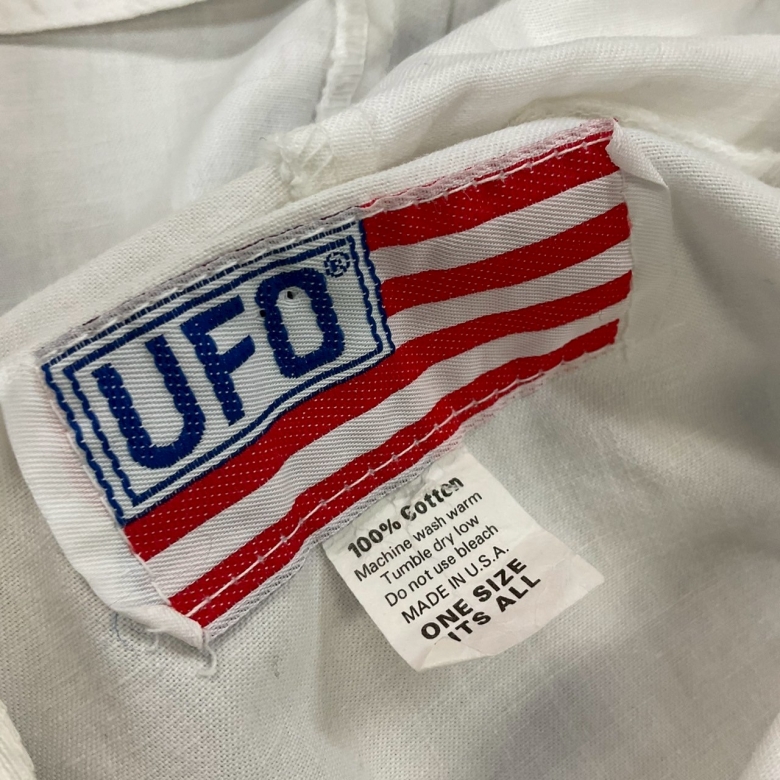 UFO®
100% Cotton
Machine wash warm
Tumble dry low
Do not use bleach
MADE IN U.S.A.
ONE SIZE
ITS ALL